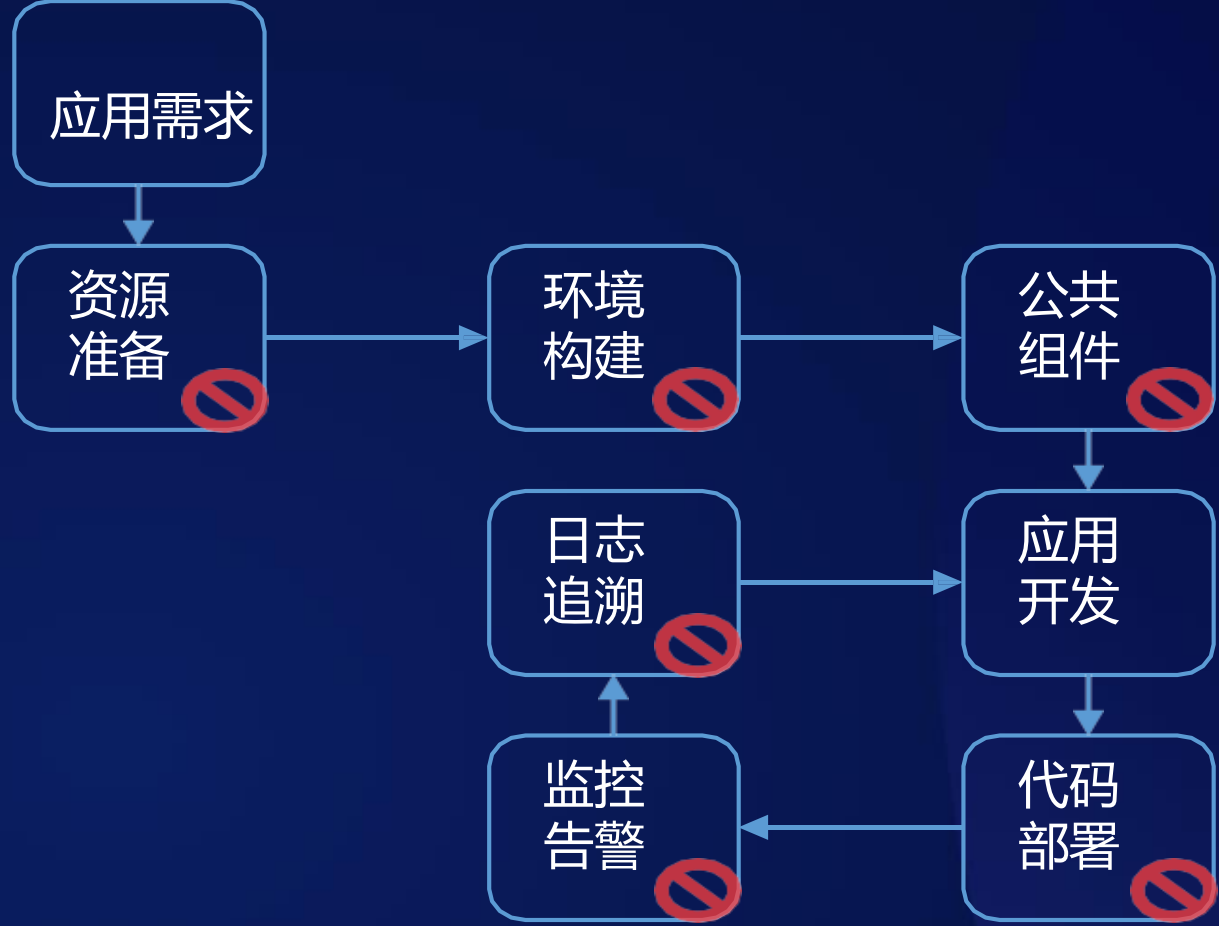 应用需求
资源
准备
环境
构建
公共
组件
日志
追溯
应用
开发
监控
告警
代码
部署